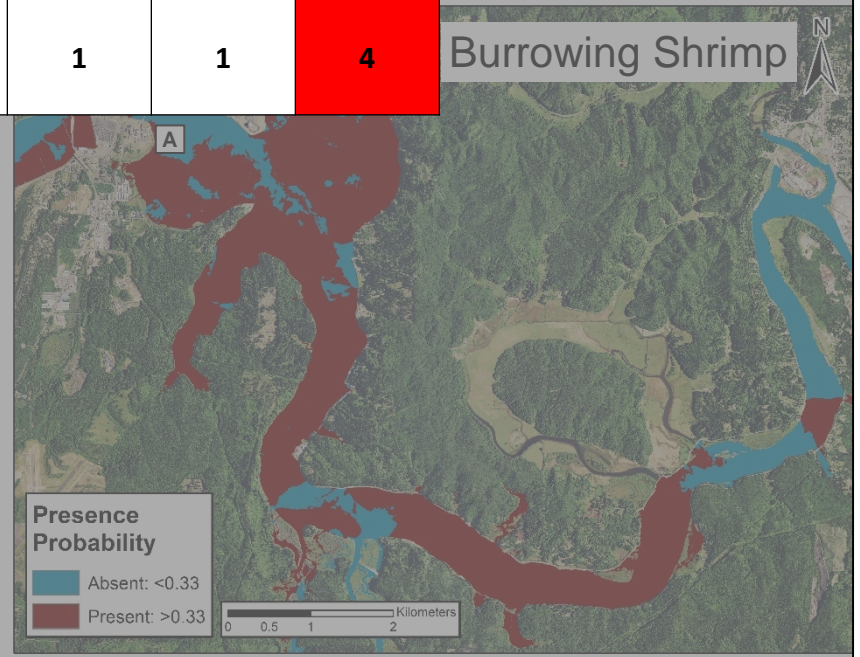 1 1 4
Burrowing Shrimp
N
A
Presence
Probability
Absent: <0.33
Present: >0.33
Kilometers
0 0.5 1 2